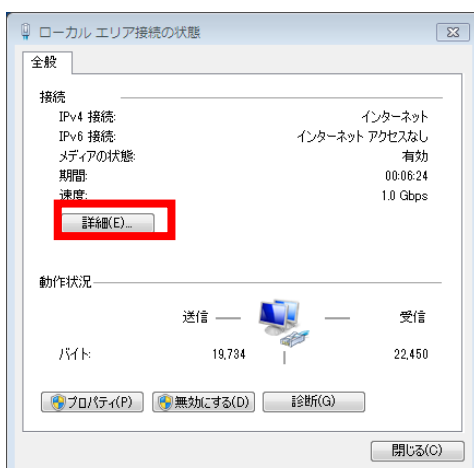 ローカル エリア接続の状態
全般
接続
IPv4 接続: インターネット
IPv6 接続: インターネット アクセスなし
メディアの状態: 有効
期間: 00:06:24
速度: 1.0 Gbps
詳細(E)...
動作状況
送信 受信
バイト: 19,734 22,450
プロパティ(P) 無効にする(D) 診断(G)
閉じる(C)